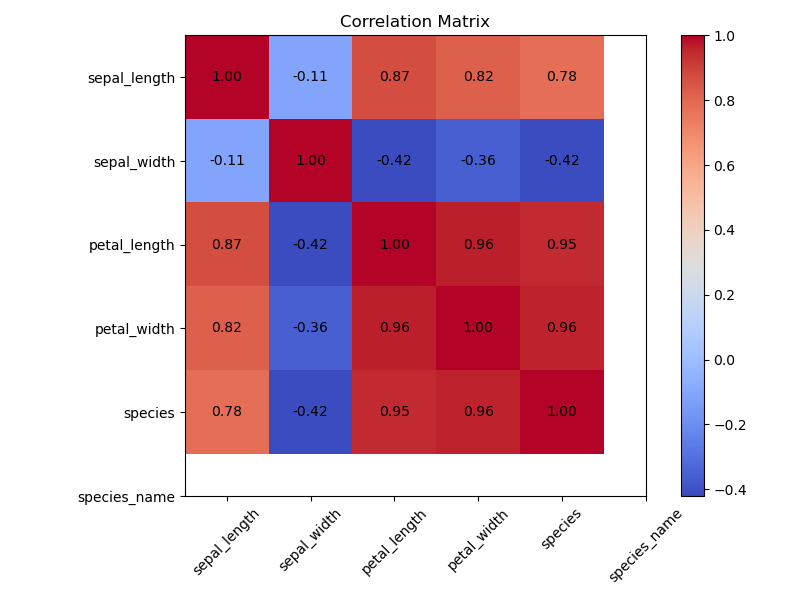 Correlation Matrix
sepal_length 1.00 -0.11 0.87 0.82 0.78
sepal_width -0.11 1.00 -0.42 -0.36 -0.42
petal_length 0.87 -0.42 1.00 0.96 0.95
petal_width 0.82 -0.36 0.96 1.00 0.96
species 0.78 -0.42 0.95 0.96 1.00
species_name
sepal_length sepal_width petal_length petal_width species species_name
1.0
0.8
0.6
0.4
0.2
0.0
−0.2
−0.4